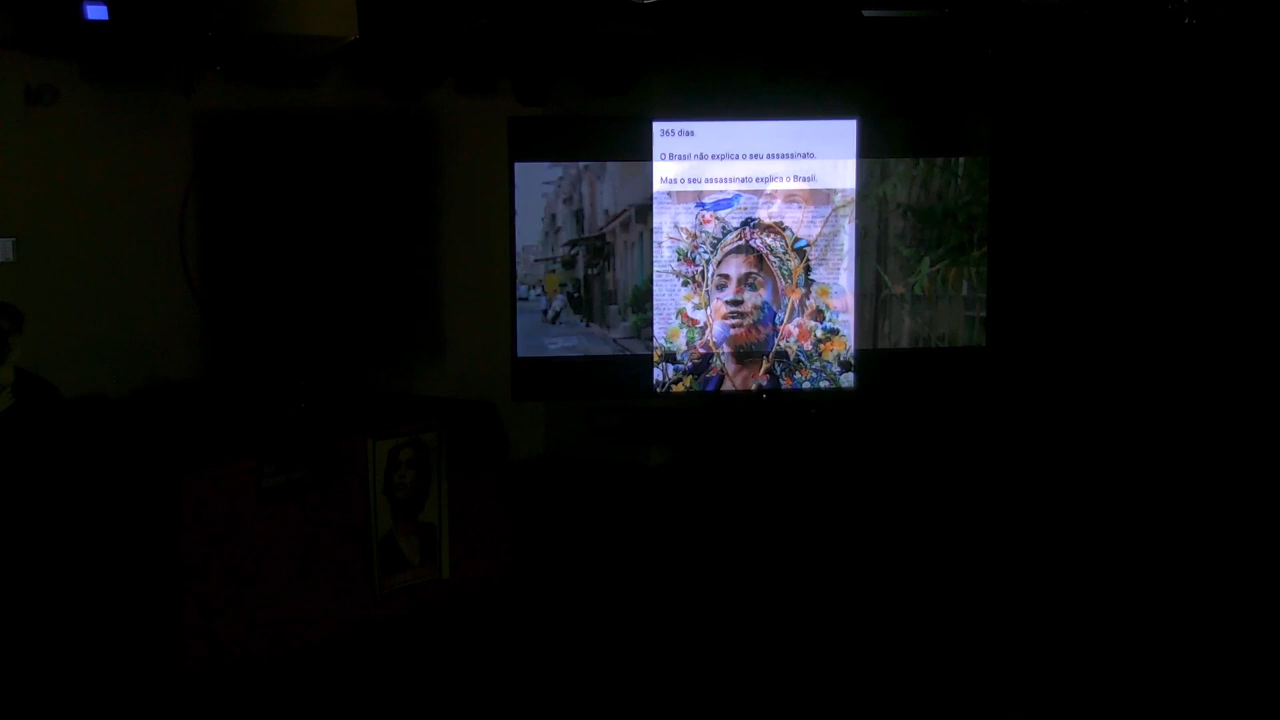 365 dias
O Brasil não explica o seu assassinato.
Mas o seu assassinato explica o Brasil.